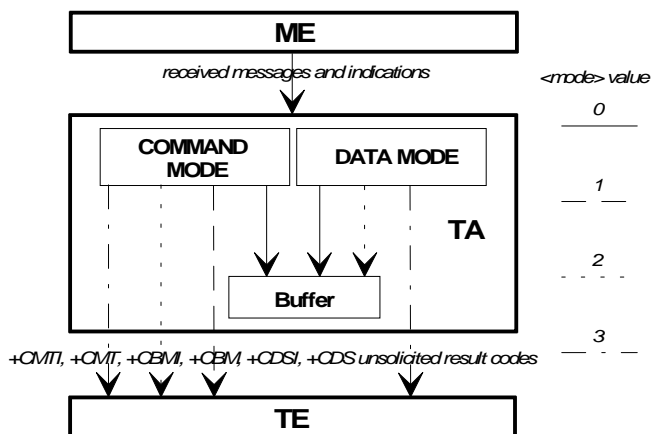 ME
received messages and indications
<mode> value
0
COMMAND
MODE
DATA MODE
1
TA
2
Buffer
3
+CMTI, +CMT, +CBMI, +CBM, +CDSI, +CDS unsolicited result codes
TE